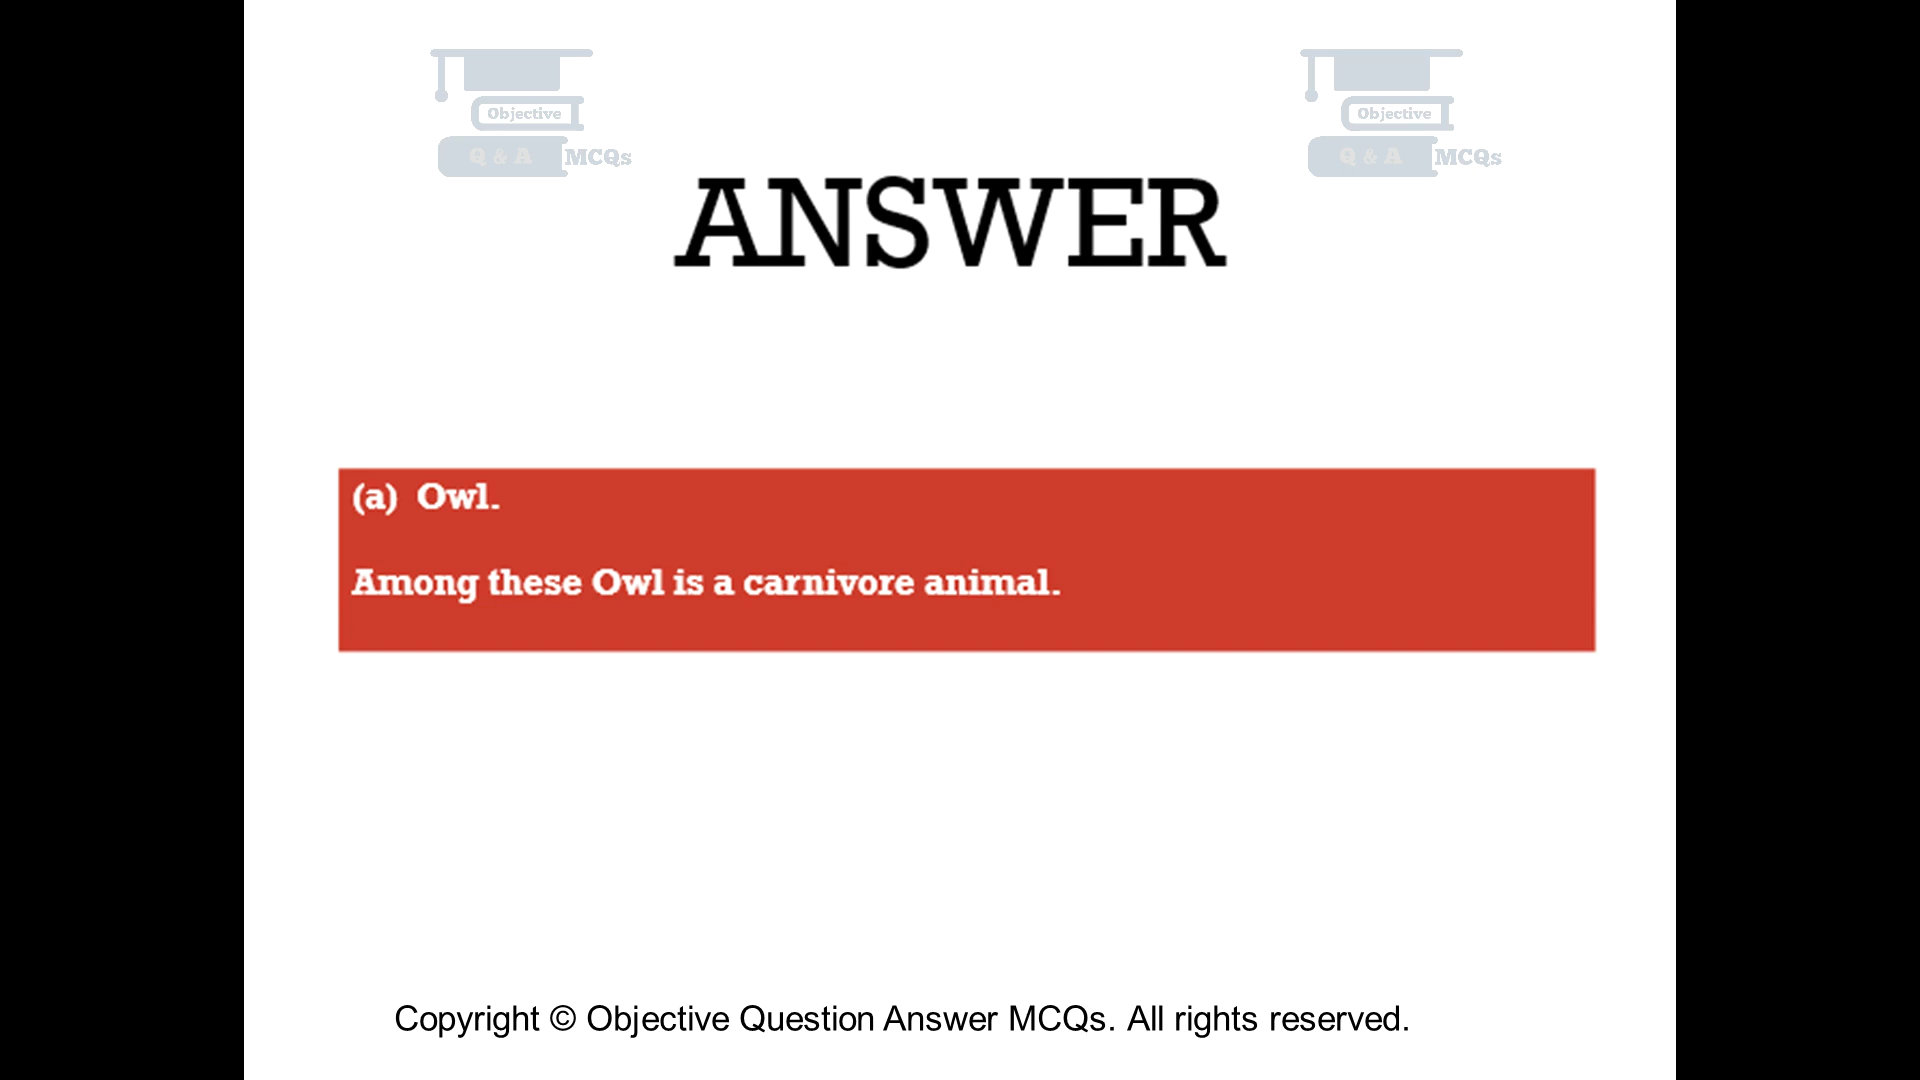 Objective
Q & A MCQs
Objective
Q & A MCQs
ANSWER
(a) Owl.
Among these Owl is a carnivore animal.
Copyright © Objective Question Answer MCQs. All rights reserved.